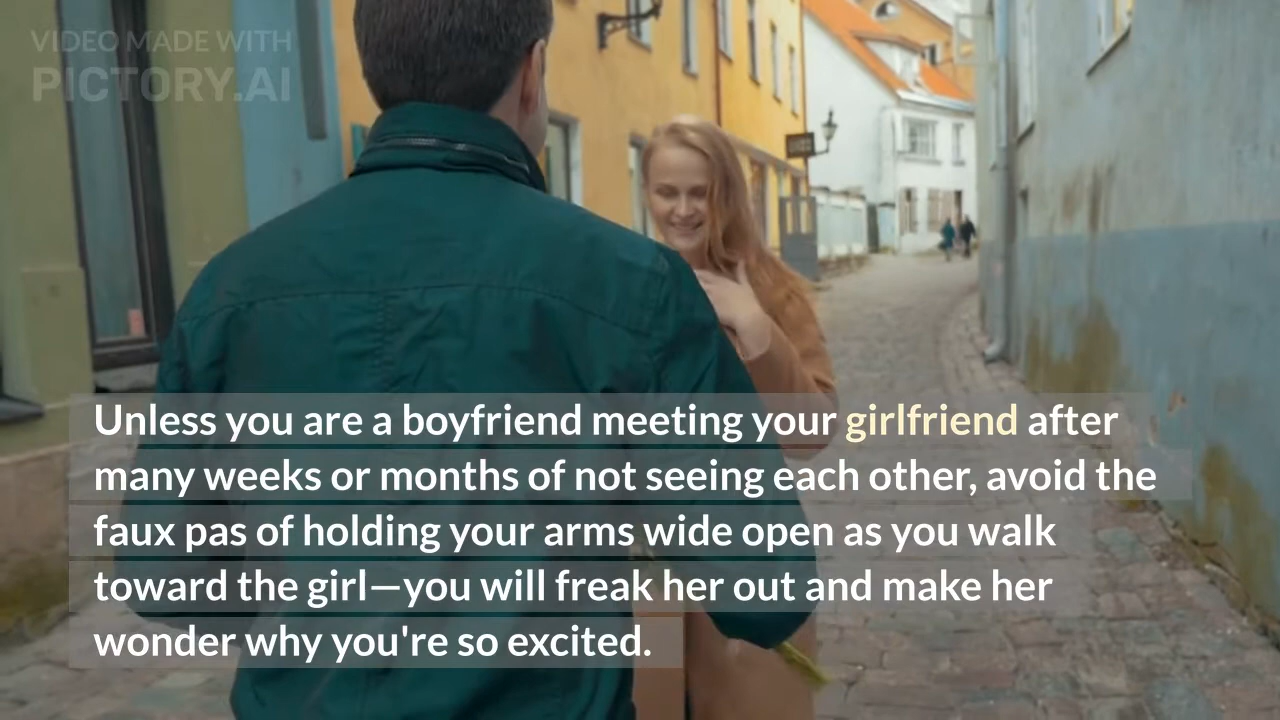 VIDEO MADE WITH
PICTORY.AI
Unless you are a boyfriend meeting your girlfriend after
many weeks or months of not seeing each other, avoid the
faux pas of holding your arms wide open as you walk
toward the girl—you will freak her out and make her
wonder why you're so excited.